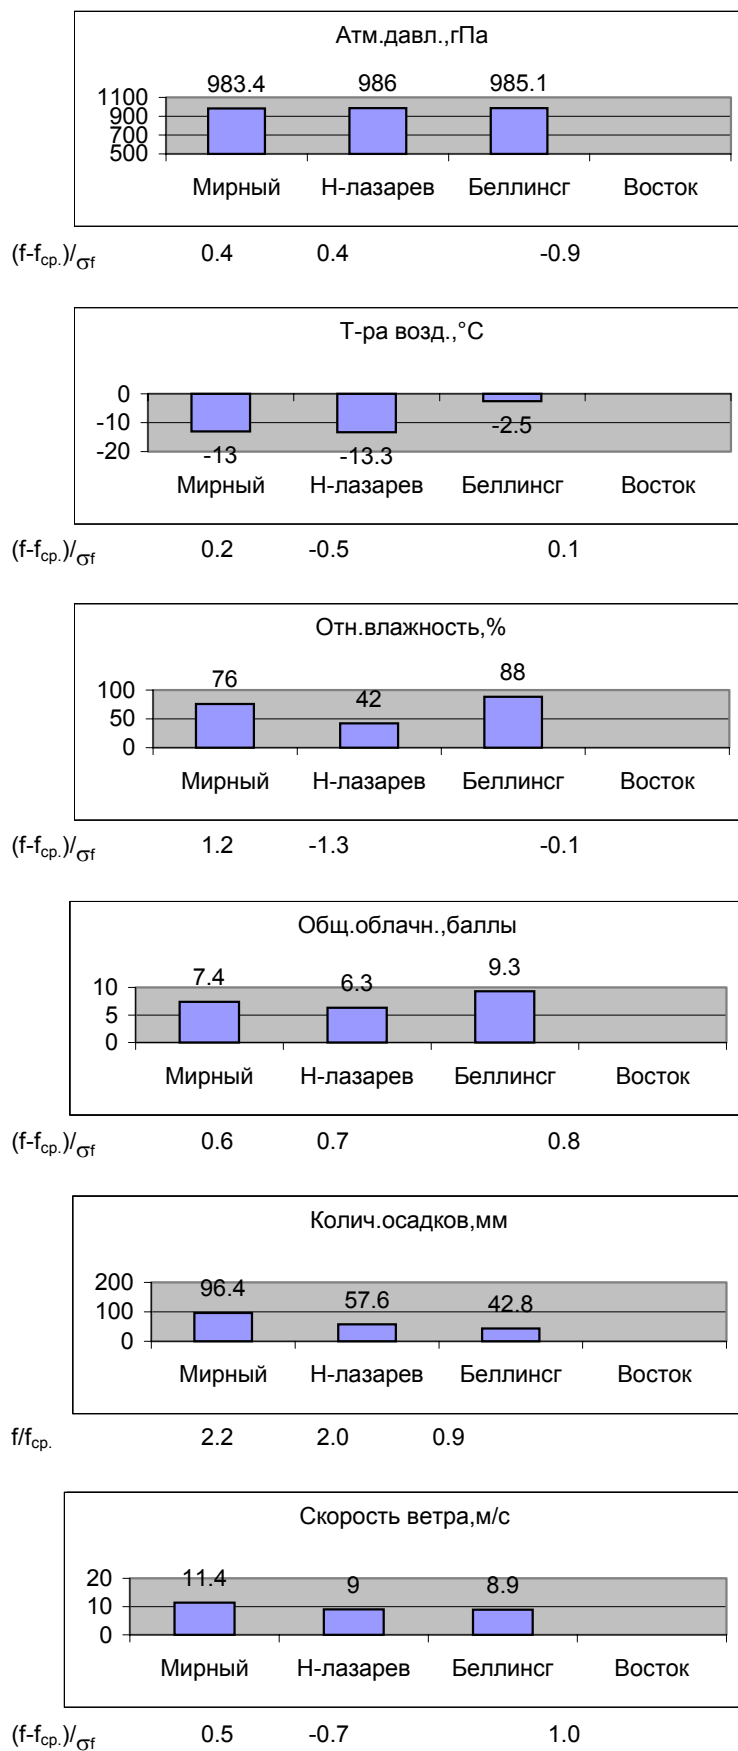 Атм.давл.,гПа
983.4 986 985.1
1100
900
700
500
Мирный Н-лазарев Беллинсг Восток
(f-fср.)/σf 0.4 0.4 -0.9
Т-ра возд.,°С
0
-10
-20
-13 -13.3 -2.5
Мирный Н-лазарев Беллинсг Восток
(f-fср.)/σf 0.2 -0.5 0.1
Отн.влажность,%
76 42 88
100
50
0
Мирный Н-лазарев Беллинсг Восток
(f-fср.)/σf 1.2 -1.3 -0.1
Общ.облачн.,баллы
7.4 6.3 9.3
10
5
0
Мирный Н-лазарев Беллинсг Восток
(f-fср.)/σf 0.6 0.7 0.8
Колич.осадков,мм
96.4 57.6 42.8
200
100
0
Мирный Н-лазарев Беллинсг Восток
f/fср. 2.2 2.0 0.9
Скорость ветра,м/с
11.4 9 8.9
20
10
0
Мирный Н-лазарев Беллинсг Восток
(f-fср.)/σf 0.5 -0.7 1.0